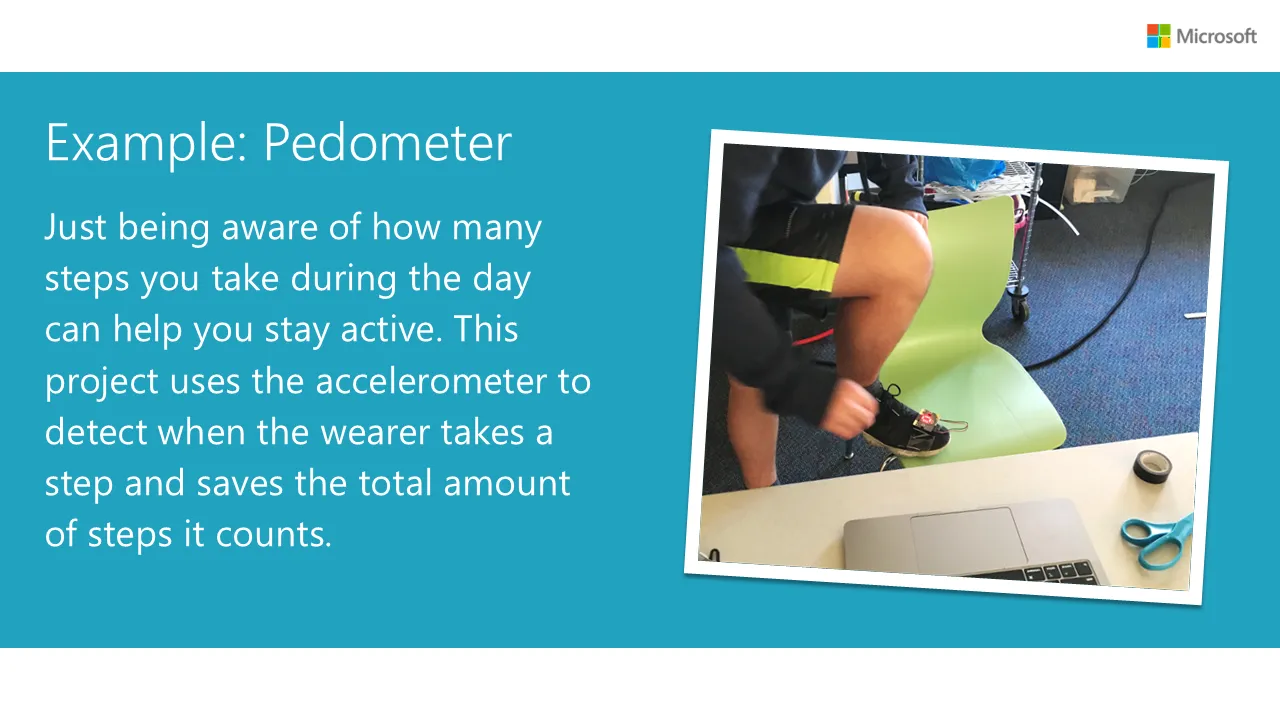 Microsoft
Example: Pedometer
Just being aware of how many
steps you take during the day
can help you stay active. This
project uses the accelerometer to
detect when the wearer takes a
step and saves the total amount
of steps it counts.